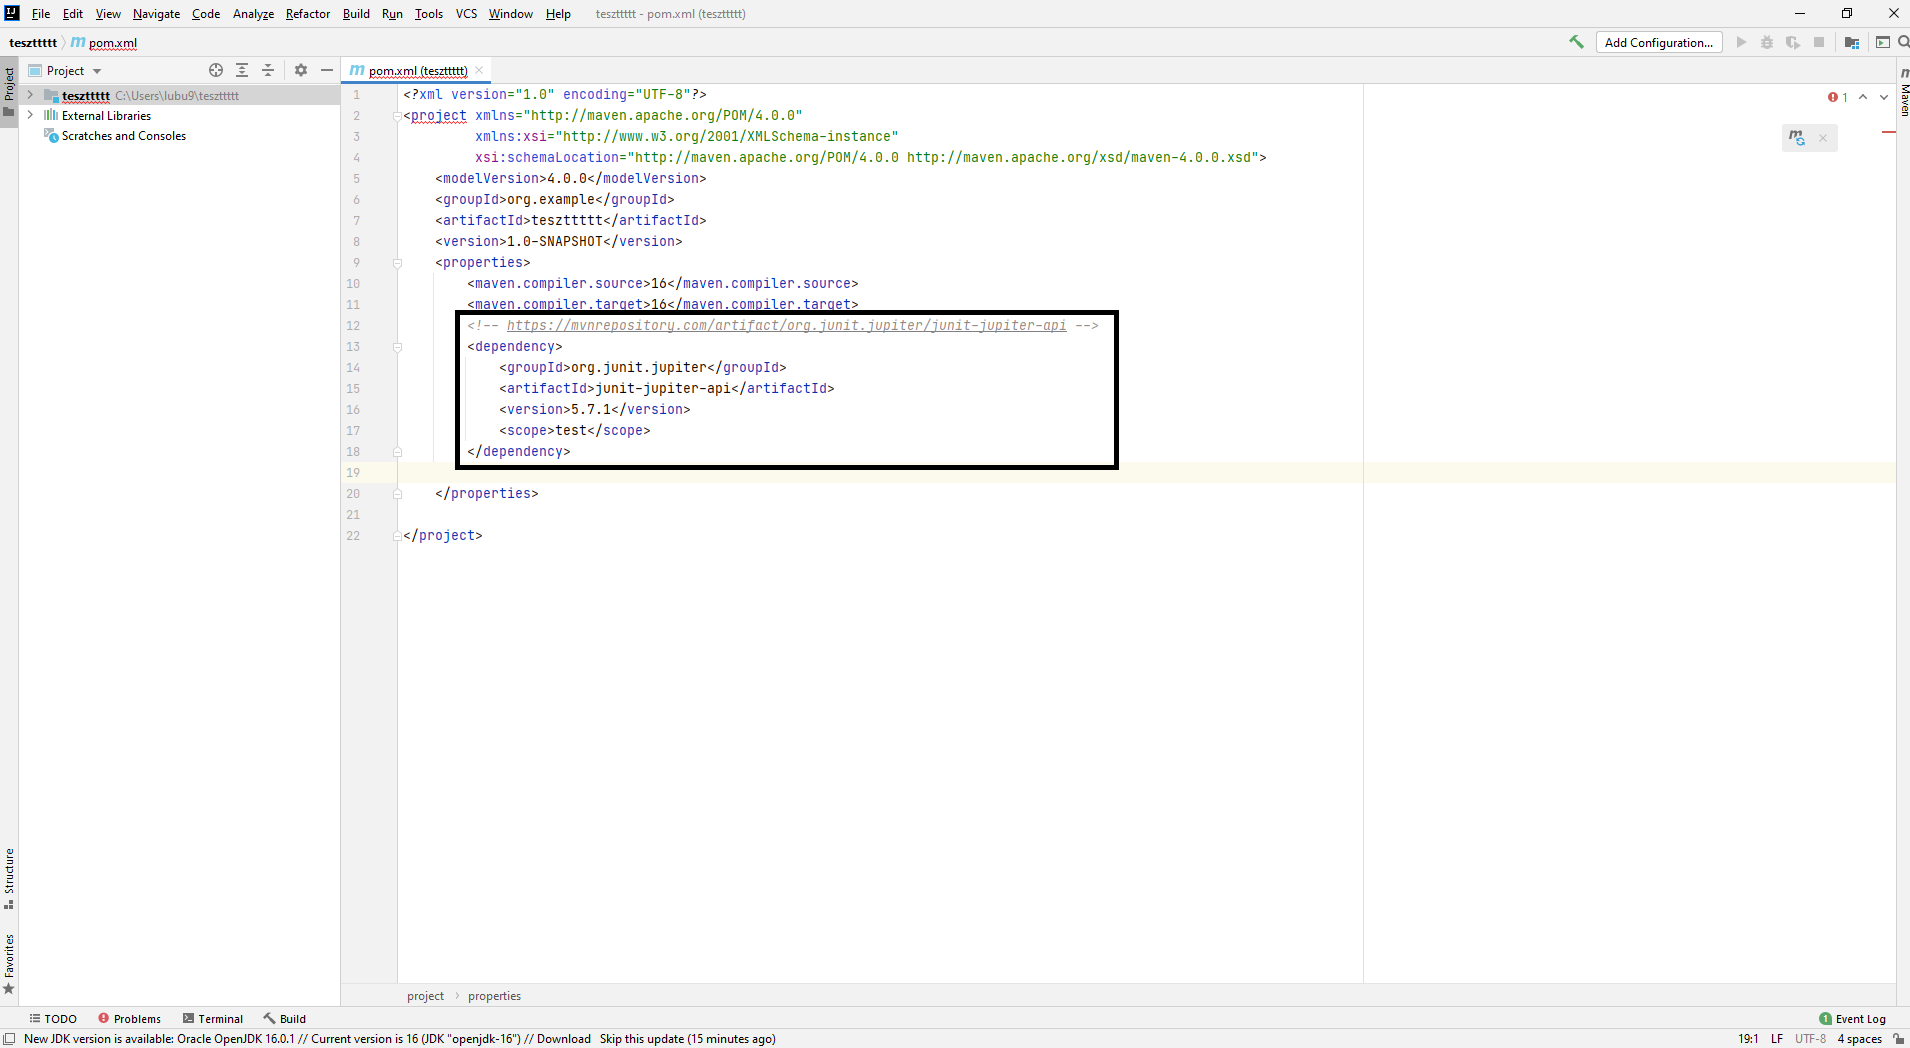 File Edit View Navigate Code Analyze Refactor Build Run Tools VCS Window Help teszttttt - pom.xml (teszttttt)
teszttttt pom.xml
Add Configuration...
Project
pom.xml (teszttttt)
Project
teszttttt C:\Users\lubu9\teszttttt
External Libraries
Scratches and Consoles
1 <?xml version="1.0" encoding="UTF-8"?>
2 <project xmlns="http://maven.apache.org/POM/4.0.0"
3 xmlns:xsi="http://www.w3.org/2001/XMLSchema-instance"
4 xsi:schemaLocation="http://maven.apache.org/POM/4.0.0 http://maven.apache.org/xsd/maven-4.0.0.xsd">
5 <modelVersion>4.0.0</modelVersion>
6 <groupId>org.example</groupId>
7 <artifactId>teszttttt</artifactId>
8 <version>1.0-SNAPSHOT</version>
9 <properties>
10 <maven.compiler.source>16</maven.compiler.source>
11 <maven.compiler.target>16</maven.compiler.target>
12 <!-- https://mvnrepository.com/artifact/org.junit.jupiter/junit-jupiter-api -->
13 <dependency>
14 <groupId>org.junit.jupiter</groupId>
15 <artifactId>junit-jupiter-api</artifactId>
16 <version>5.7.1</version>
17 <scope>test</scope>
18 </dependency>
19
20 </properties>
21
22 </project>
1
Maven
Structure
Favorites
project properties
TODO Problems Terminal Build
1 Event Log
New JDK version is available: Oracle OpenJDK 16.0.1 // Current version is 16 (JDK "openjdk-16") // Download Skip this update (15 minutes ago)
19:1 LF UTF-8 4 spaces